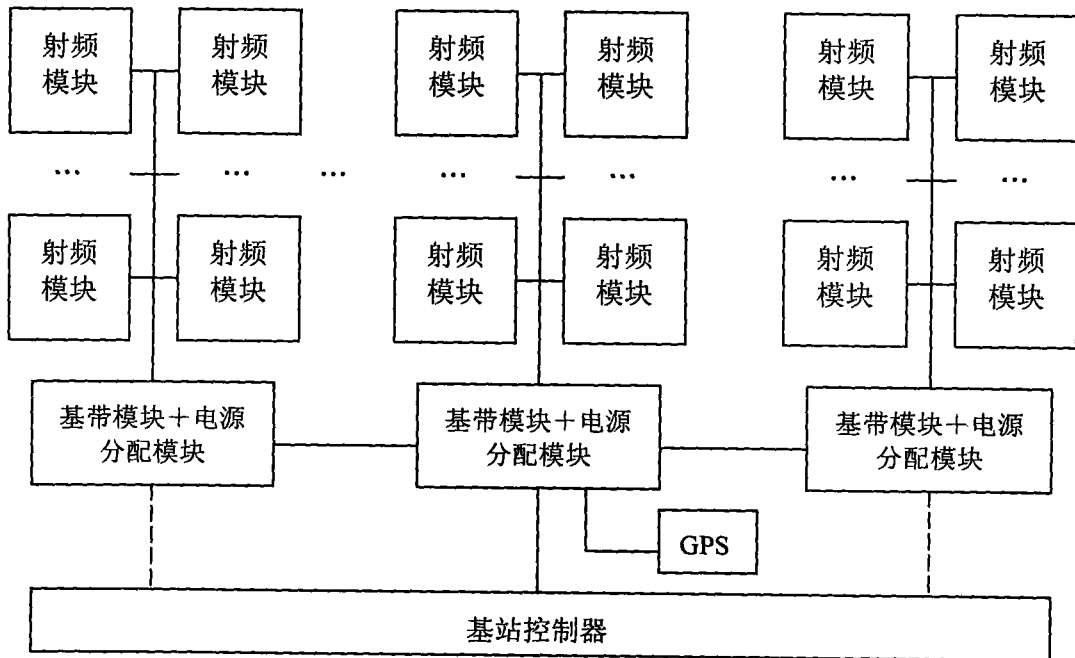 射频
模块
射频
模块
射频
模块
射频
模块
射频
模块
射频
模块
… … … … … … …
射频
模块
射频
模块
射频
模块
射频
模块
射频
模块
射频
模块
基带模块＋电源
分配模块
基带模块＋电源
分配模块
基带模块＋电源
分配模块
GPS
基站控制器